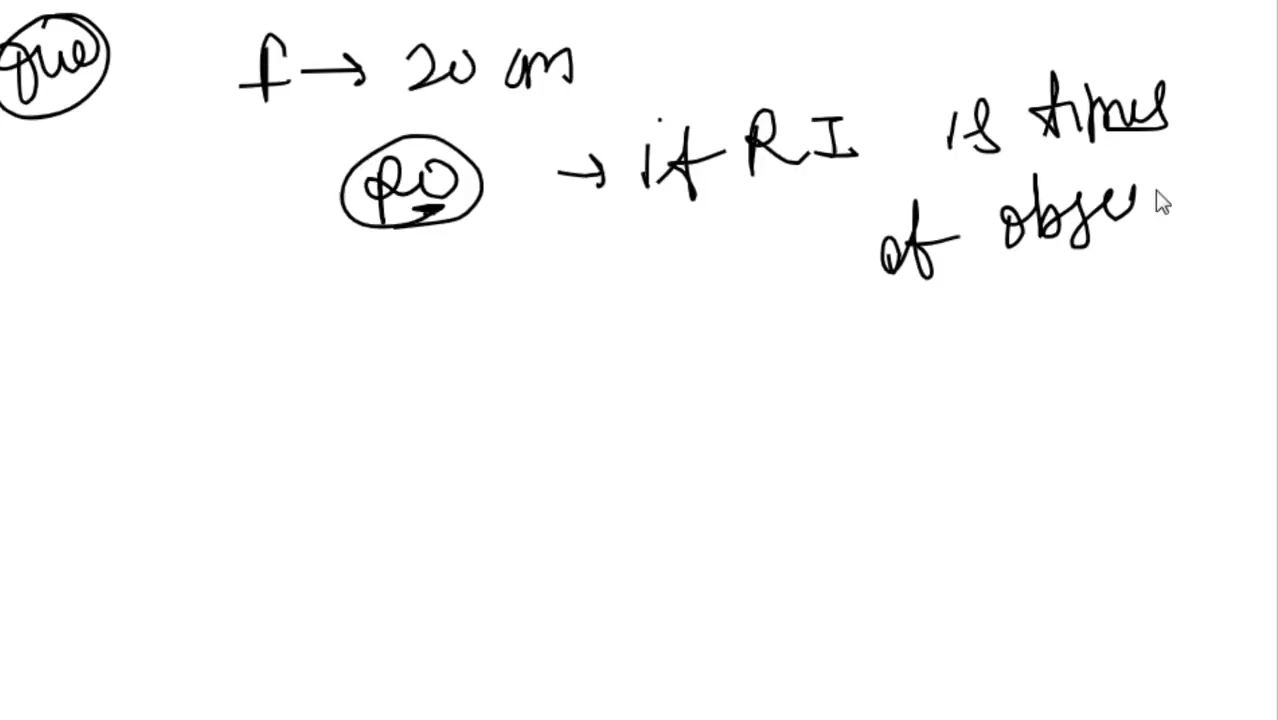 que f → 20 cm
PO → if RI is times
of obje